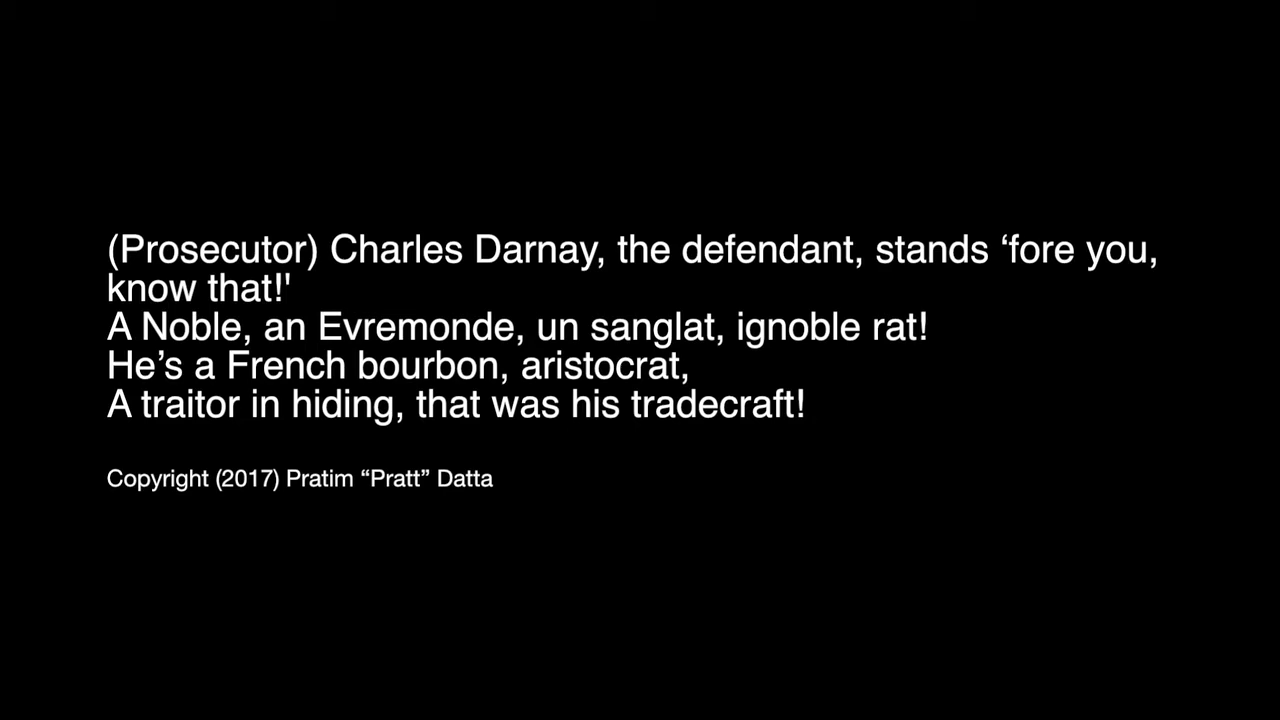 (Prosecutor) Charles Darnay, the defendant, stands ‘fore you,
know that!'
A Noble, an Evremonde, un sanglat, ignoble rat!
He’s a French bourbon, aristocrat,
A traitor in hiding, that was his tradecraft!
Copyright (2017) Pratim “Pratt” Datta